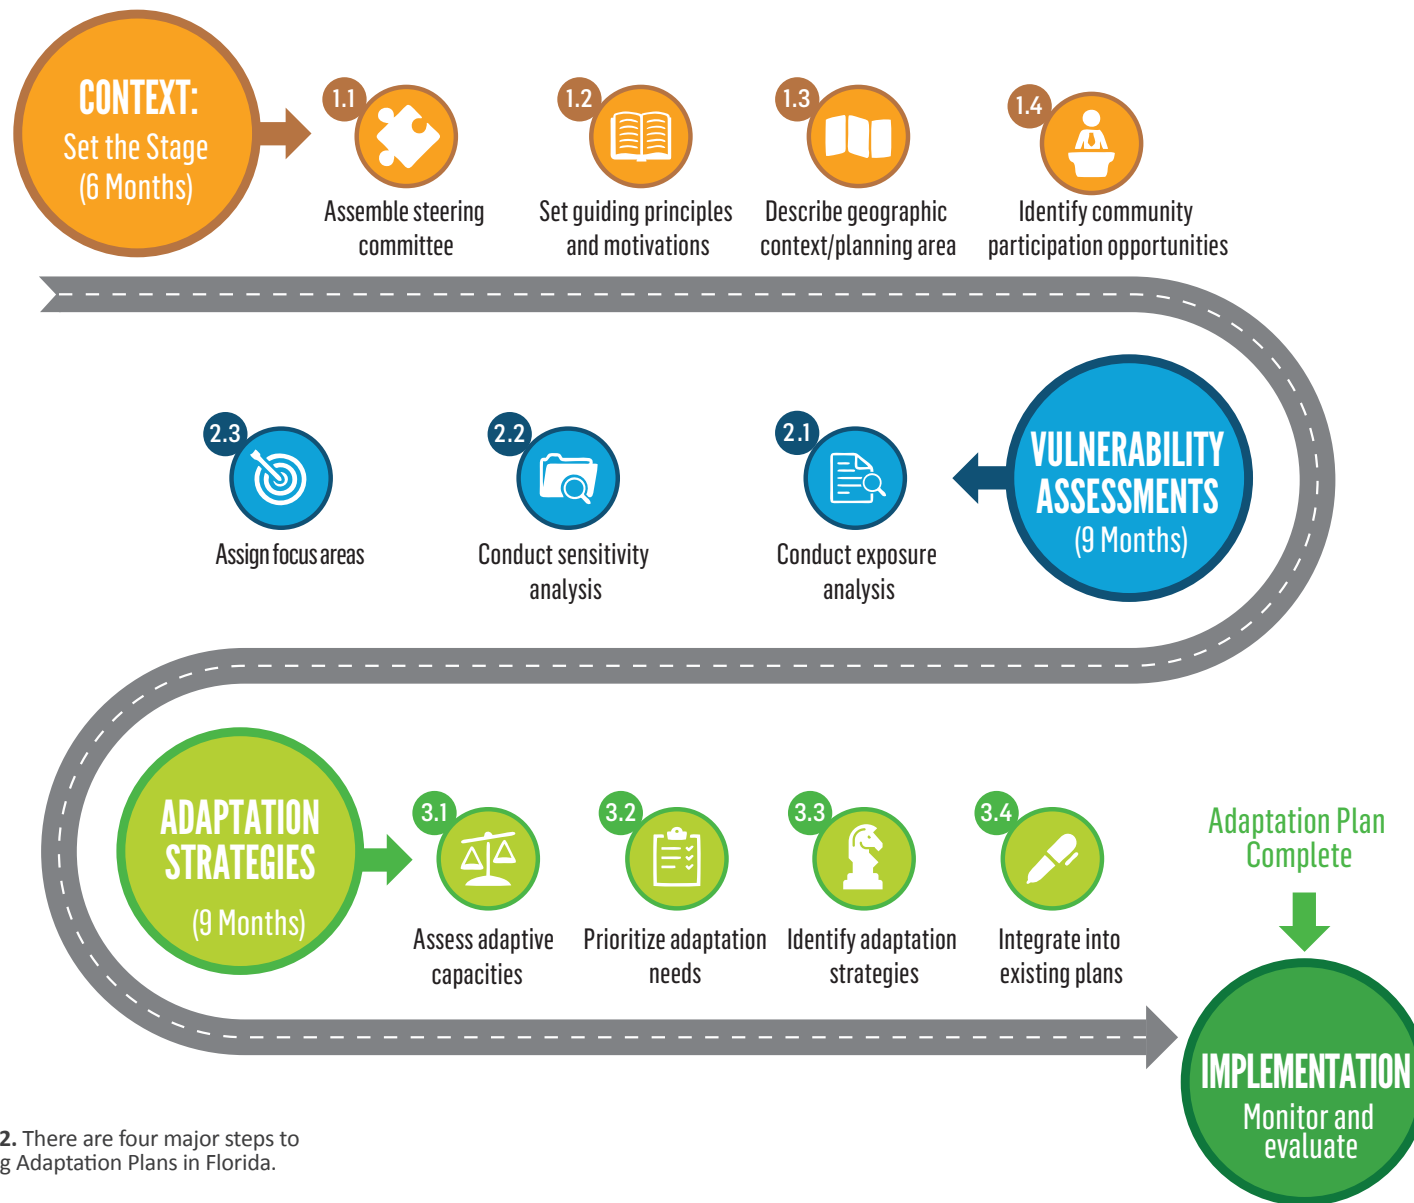 CONTEXT:
Set the Stage
(6 Months)
1.1
Assemble steering
committee
1.2
Set guiding principles
and motivations
1.3
Describe geographic
context/planning area
1.4
Identify community
participation opportunities
VULNERABILITY
ASSESSMENTS
(9 Months)
2.1
Conduct exposure
analysis
2.2
Conduct sensitivity
analysis
2.3
Assign focus areas
ADAPTATION
STRATEGIES
(9 Months)
3.1
Assess adaptive
capacities
3.2
Prioritize adaptation
needs
3.3
Identify adaptation
strategies
3.4
Integrate into
existing plans
Adaptation Plan
Complete
IMPLEMENTATION
Monitor and
evaluate
2. There are four major steps to
g Adaptation Plans in Florida.